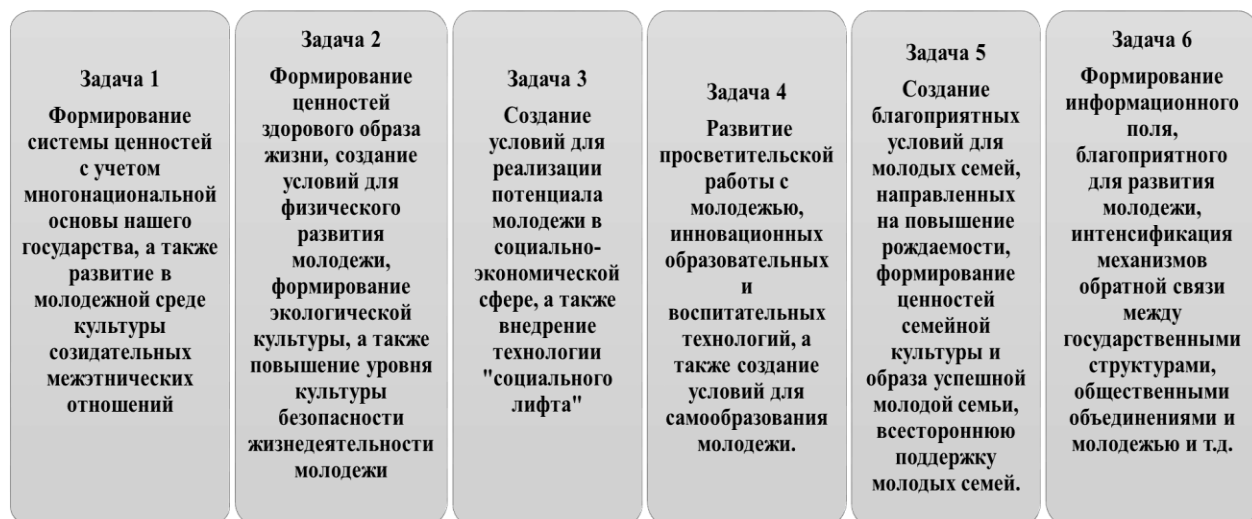 Задача 1
Формирование
системы ценностей
с учетом
многонациональной
основы нашего
государства, а также
развитие в
молодежной среде
культуры
созидательных
межэтнических
отношений
Задача 2
Формирование
ценностей
здорового образа
жизни, создание
условий для
физического
развития
молодежи,
формирование
экологической
культуры, а также
повышение уровня
культуры
безопасности
жизнедеятельности
молодежи
Задача 3
Создание
условий для
реализации
потенциала
молодежи в
социально-
экономической
сфере, а также
внедрение
технологии
"социального
лифта"
Задача 4
Развитие
просветительской
работы с
молодежью,
инновационных
образовательных
и
воспитательных
технологий, а
также создание
условий для
самообразования
молодежи.
Задача 5
Создание
благоприятных
условий для
молодых семей,
направленных
на повышение
рождаемости,
формирование
ценностей
семейной
культуры и
образа успешной
молодой семьи,
всестороннюю
поддержку
молодых семей.
Задача 6
Формирование
информационного
поля,
благоприятного
для развития
молодежи,
интенсификация
механизмов
обратной связи
между
государственными
структурами,
общественными
объединениями и
молодежью и т.д.